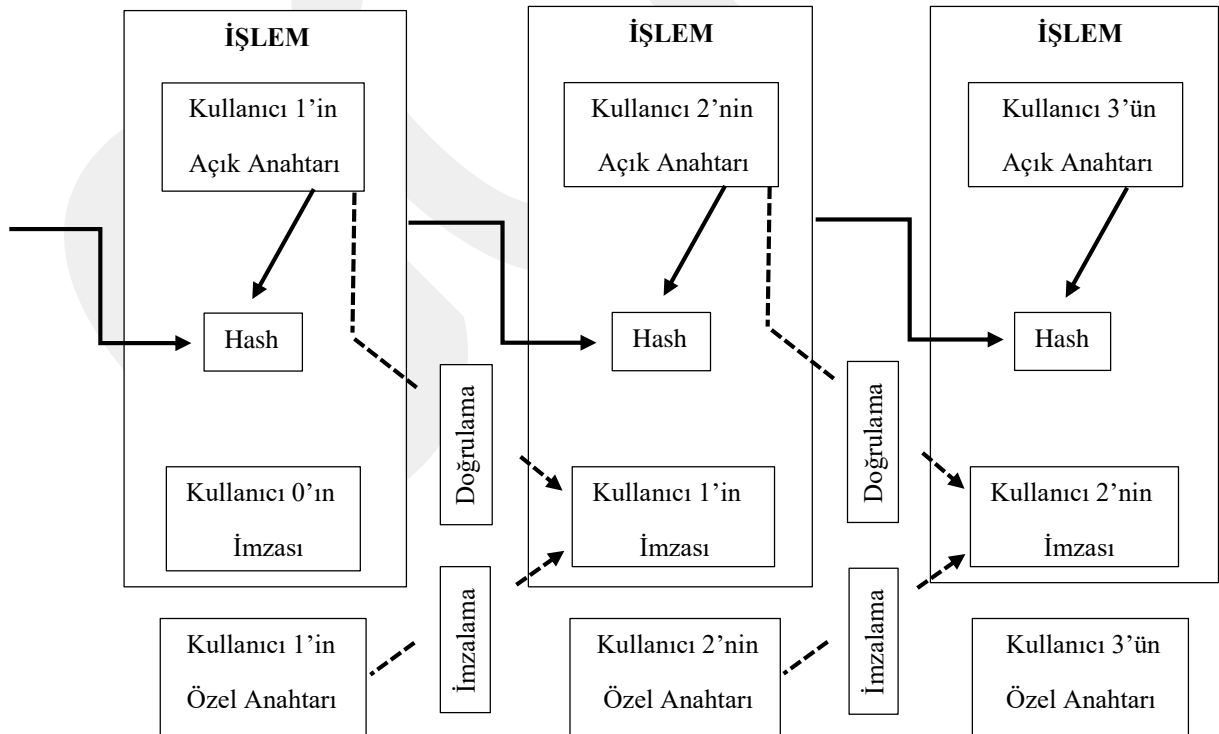 İŞLEM
Kullanıcı 1’in
Açık Anahtarı
Hash
Kullanıcı 0’ın
İmzası
Kullanıcı 1’in
Özel Anahtarı
Doğrulama
İmzalama
İŞLEM
Kullanıcı 2’nin
Açık Anahtarı
Hash
Kullanıcı 1’in
İmzası
Kullanıcı 2’nin
Özel Anahtarı
Doğrulama
İmzalama
İŞLEM
Kullanıcı 3’ün
Açık Anahtarı
Hash
Kullanıcı 2’nin
İmzası
Kullanıcı 3’ün
Özel Anahtarı